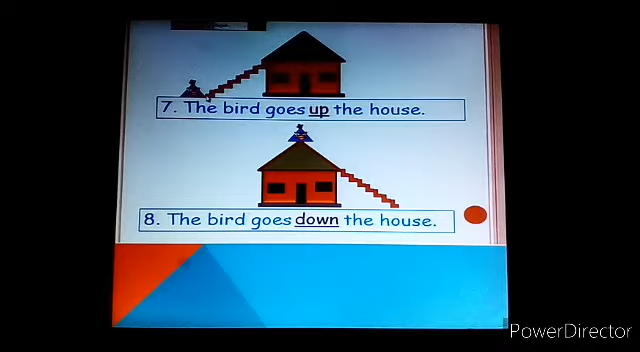 7. The bird goes up the house.
8. The bird goes down the house.
PowerDirector